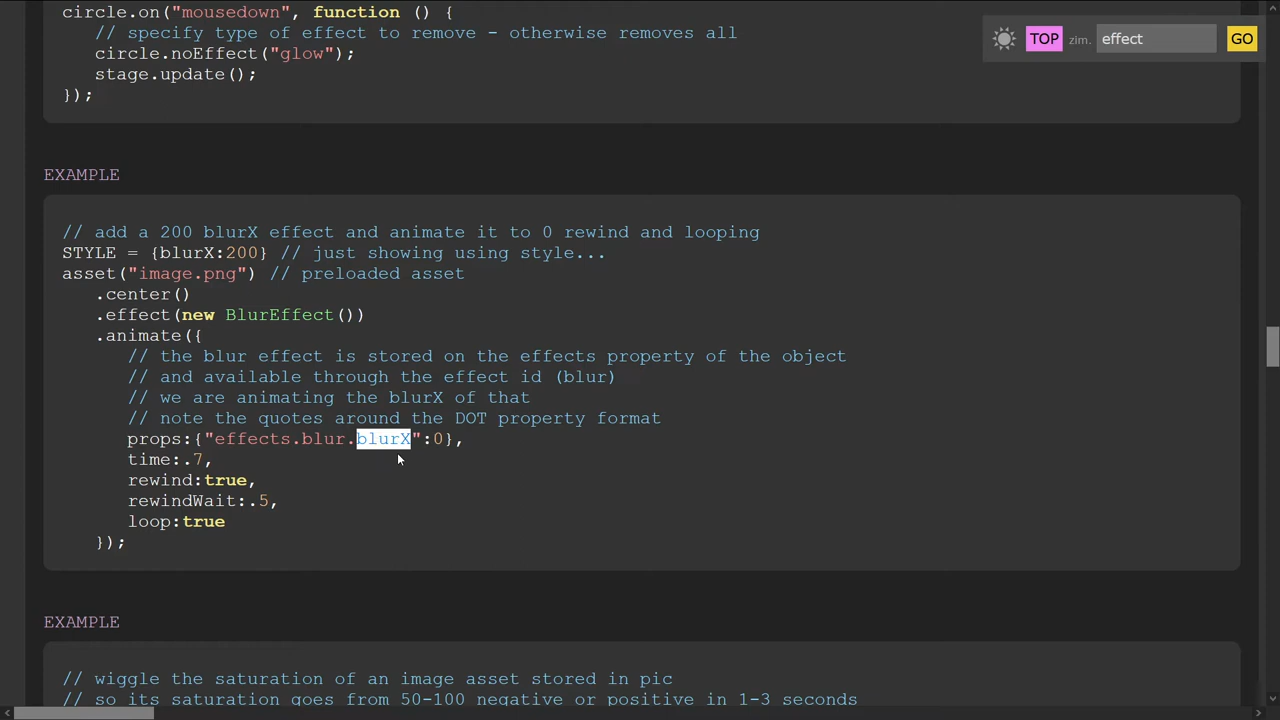 circle.on("mousedown", function () {
// specify type of effect to remove - otherwise removes all
circle.noEffect("glow");
stage.update();
});
TOP zim. effect GO
EXAMPLE
// add a 200 blurX effect and animate it to 0 rewind and looping
STYLE = {blurX:200} // just showing using style...
asset("image.png") // preloaded asset
.center()
.effect(new BlurEffect())
.animate({
// the blur effect is stored on the effects property of the object
// and available through the effect id (blur)
// we are animating the blurX of that
// note the quotes around the DOT property format
props:{"effects.blur.blurX":0},
time:.7,
rewind:true,
rewindWait:.5,
loop:true
});
EXAMPLE
// wiggle the saturation of an image asset stored in pic
// so its saturation goes from 50-100 negative or positive in 1-3 seconds